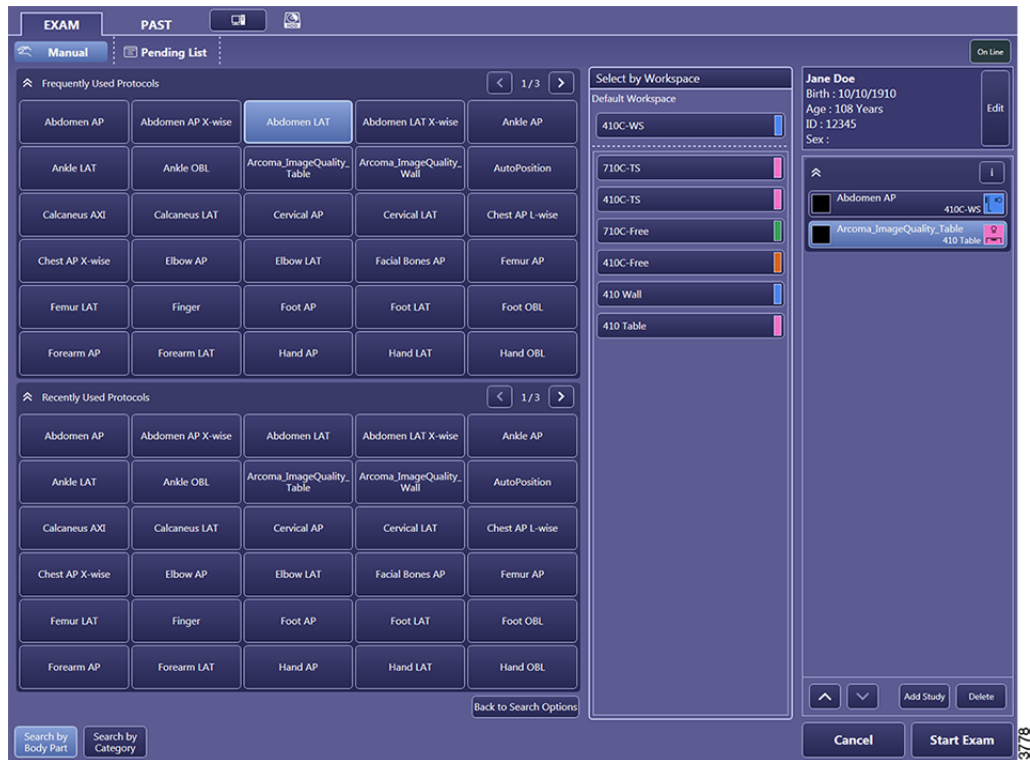 EXAM
PAST
Manual
Pending List
On Line
Frequently Used Protocols
1/3
Abdomen AP
Abdomen AP X-wise
Abdomen LAT
Abdomen LAT X-wise
Ankle AP
Ankle LAT
Ankle OBL
Arcoma_ImageQuality_
Table
Arcoma_ImageQuality_
Wall
AutoPosition
Calcaneus AXI
Calcaneus LAT
Cervical AP
Cervical LAT
Chest AP L-wise
Chest AP X-wise
Elbow AP
Elbow LAT
Facial Bones AP
Femur AP
Femur LAT
Finger
Foot AP
Foot LAT
Foot OBL
Forearm AP
Forearm LAT
Hand AP
Hand LAT
Hand OBL
Recently Used Protocols
1/3
Abdomen AP
Abdomen AP X-wise
Abdomen LAT
Abdomen LAT X-wise
Ankle AP
Ankle LAT
Ankle OBL
Arcoma_ImageQuality_
Table
Arcoma_ImageQuality_
Wall
AutoPosition
Calcaneus AXI
Calcaneus LAT
Cervical AP
Cervical LAT
Chest AP L-wise
Chest AP X-wise
Elbow AP
Elbow LAT
Facial Bones AP
Femur AP
Femur LAT
Finger
Foot AP
Foot LAT
Foot OBL
Forearm AP
Forearm LAT
Hand AP
Hand LAT
Hand OBL
Back to Search Options
Search by
Body Part
Search by
Category
Select by Workspace
Default Workspace
410C-WS
710C-TS
410C-TS
710C-Free
410C-Free
410 Wall
410 Table
Jane Doe
Birth : 10/10/1910
Age : 108 Years
ID : 12345
Sex :
Edit
i
Abdomen AP
410C-WS
Arcoma_ImageQuality_Table
410 Table
Add Study
Delete
Cancel
Start Exam
3778